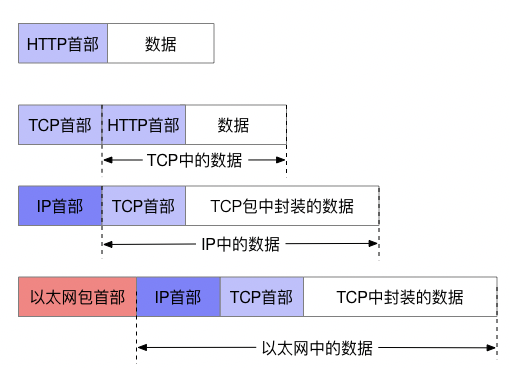 HTTP首部 数据
TCP首部 HTTP首部 数据
TCP中的数据
IP首部 TCP首部 TCP包中封装的数据
IP中的数据
以太网包首部 IP首部 TCP首部 TCP中封装的数据
以太网中的数据